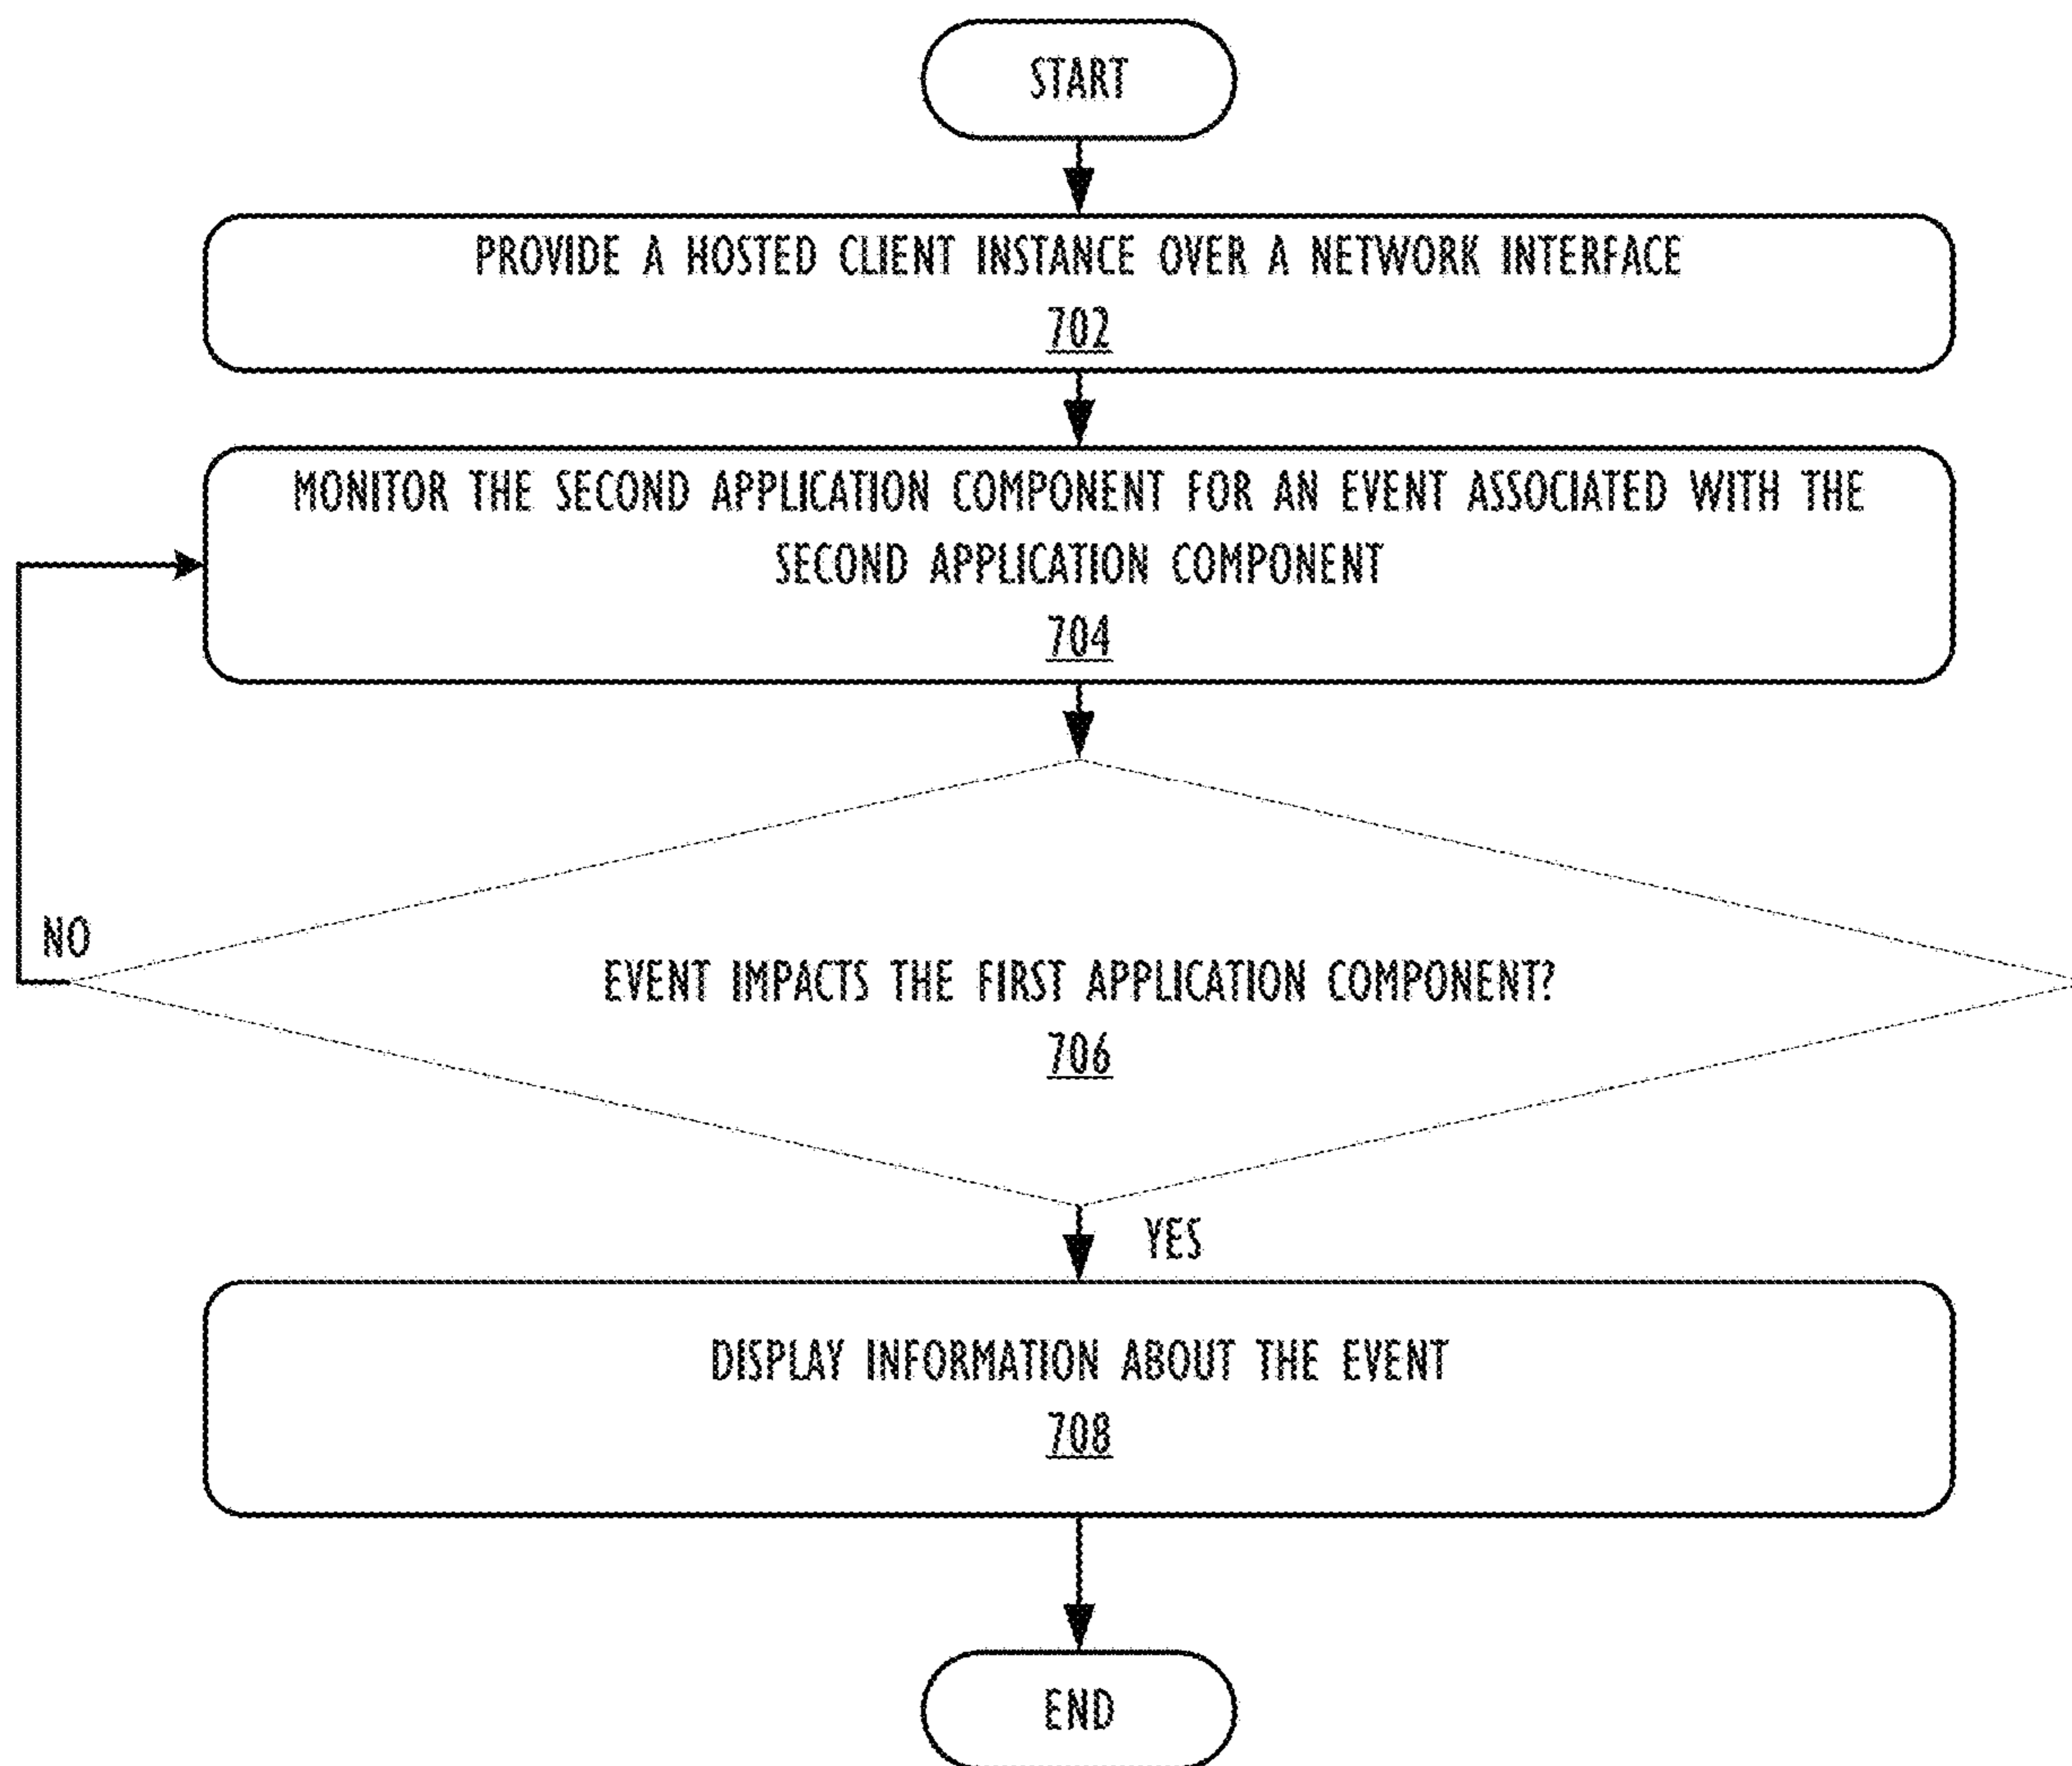 START
PROVIDE A HOSTED CLIENT INSTANCE OVER A NETWORK INTERFACE
702
MONITOR THE SECOND APPLICATION COMPONENT FOR AN EVENT ASSOCIATED WITH THE
SECOND APPLICATION COMPONENT
704
NO
EVENT IMPACTS THE FIRST APPLICATION COMPONENT?
706
YES
DISPLAY INFORMATION ABOUT THE EVENT
708
END